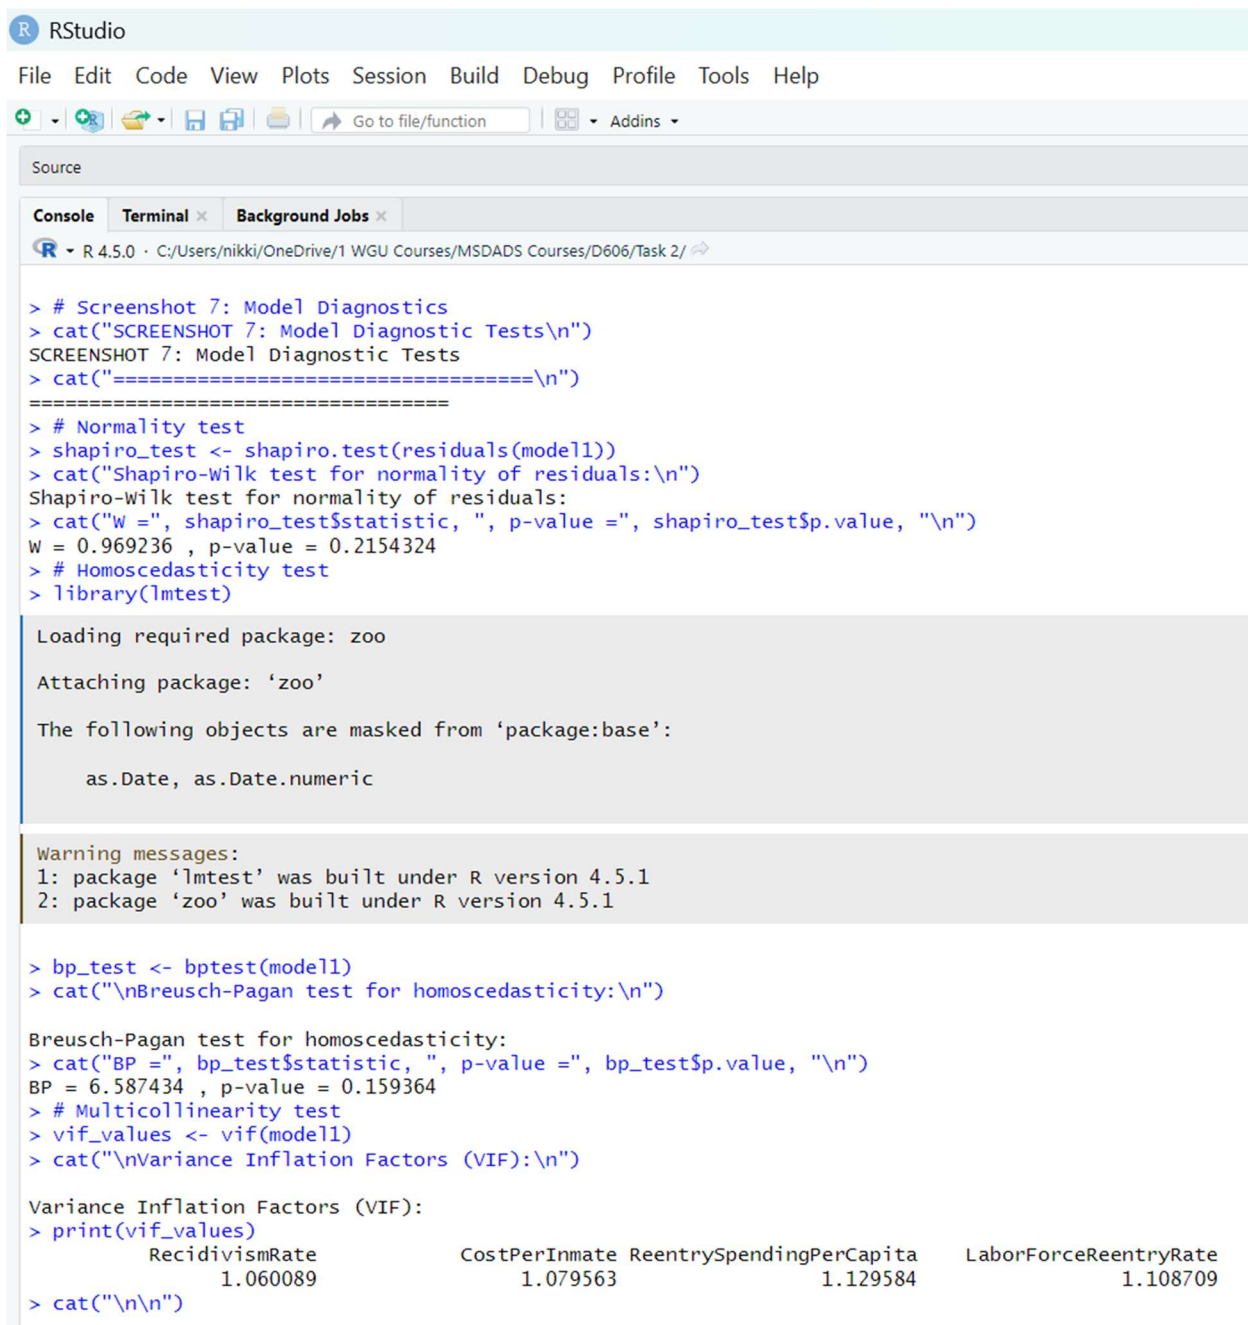 R RStudio
File Edit Code View Plots Session Build Debug Profile Tools Help
Go to file/function Addins
Source
Console Terminal × Background Jobs ×
R R 4.5.0 · C:/Users/nikki/OneDrive/1 WGU Courses/MSDADS Courses/D606/Task 2/
> # Screenshot 7: Model Diagnostics
> cat("SCREENSHOT 7: Model Diagnostic Tests\n")
SCREENSHOT 7: Model Diagnostic Tests
> cat("===================================\n")
===================================
> # Normality test
> shapiro_test <- shapiro.test(residuals(model1))
> cat("Shapiro-Wilk test for normality of residuals:\n")
Shapiro-Wilk test for normality of residuals:
> cat("W =", shapiro_test$statistic, ", p-value =", shapiro_test$p.value, "\n")
W = 0.969236 , p-value = 0.2154324
> # Homoscedasticity test
> library(lmtest)
Loading required package: zoo
Attaching package: ‘zoo’
The following objects are masked from ‘package:base’:
as.Date, as.Date.numeric
Warning messages:
1: package ‘lmtest’ was built under R version 4.5.1
2: package ‘zoo’ was built under R version 4.5.1
> bp_test <- bptest(model1)
> cat("\nBreusch-Pagan test for homoscedasticity:\n")
Breusch-Pagan test for homoscedasticity:
> cat("BP =", bp_test$statistic, ", p-value =", bp_test$p.value, "\n")
BP = 6.587434 , p-value = 0.159364
> # Multicollinearity test
> vif_values <- vif(model1)
> cat("\nVariance Inflation Factors (VIF):\n")
Variance Inflation Factors (VIF):
> print(vif_values)
RecidivismRate CostPerInmate ReentrySpendingPerCapita LaborForceReentryRate
1.060089 1.079563 1.129584 1.108709
> cat("\n\n")